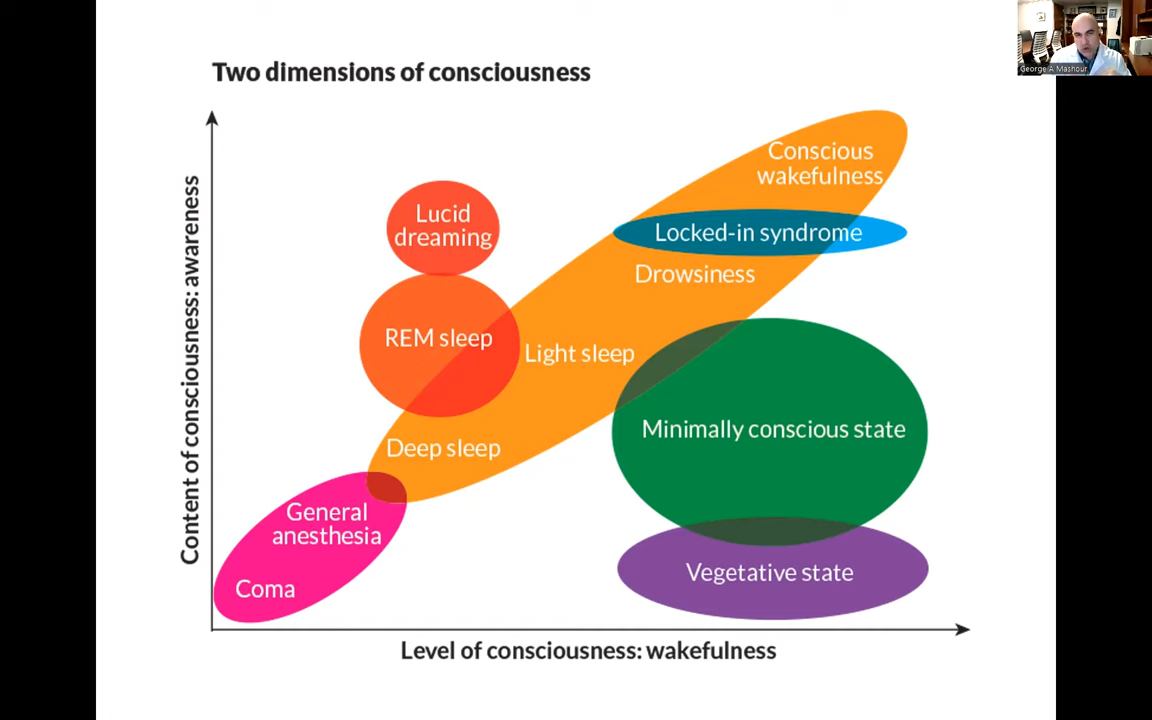 George A Mashour
Two dimensions of consciousness
Content of consciousness: awareness
Conscious
wakefulness
Lucid
dreaming
Locked-in syndrome
Drowsiness
REM sleep
Light sleep
Minimally conscious state
Deep sleep
General
anesthesia
Vegetative state
Coma
Level of consciousness: wakefulness